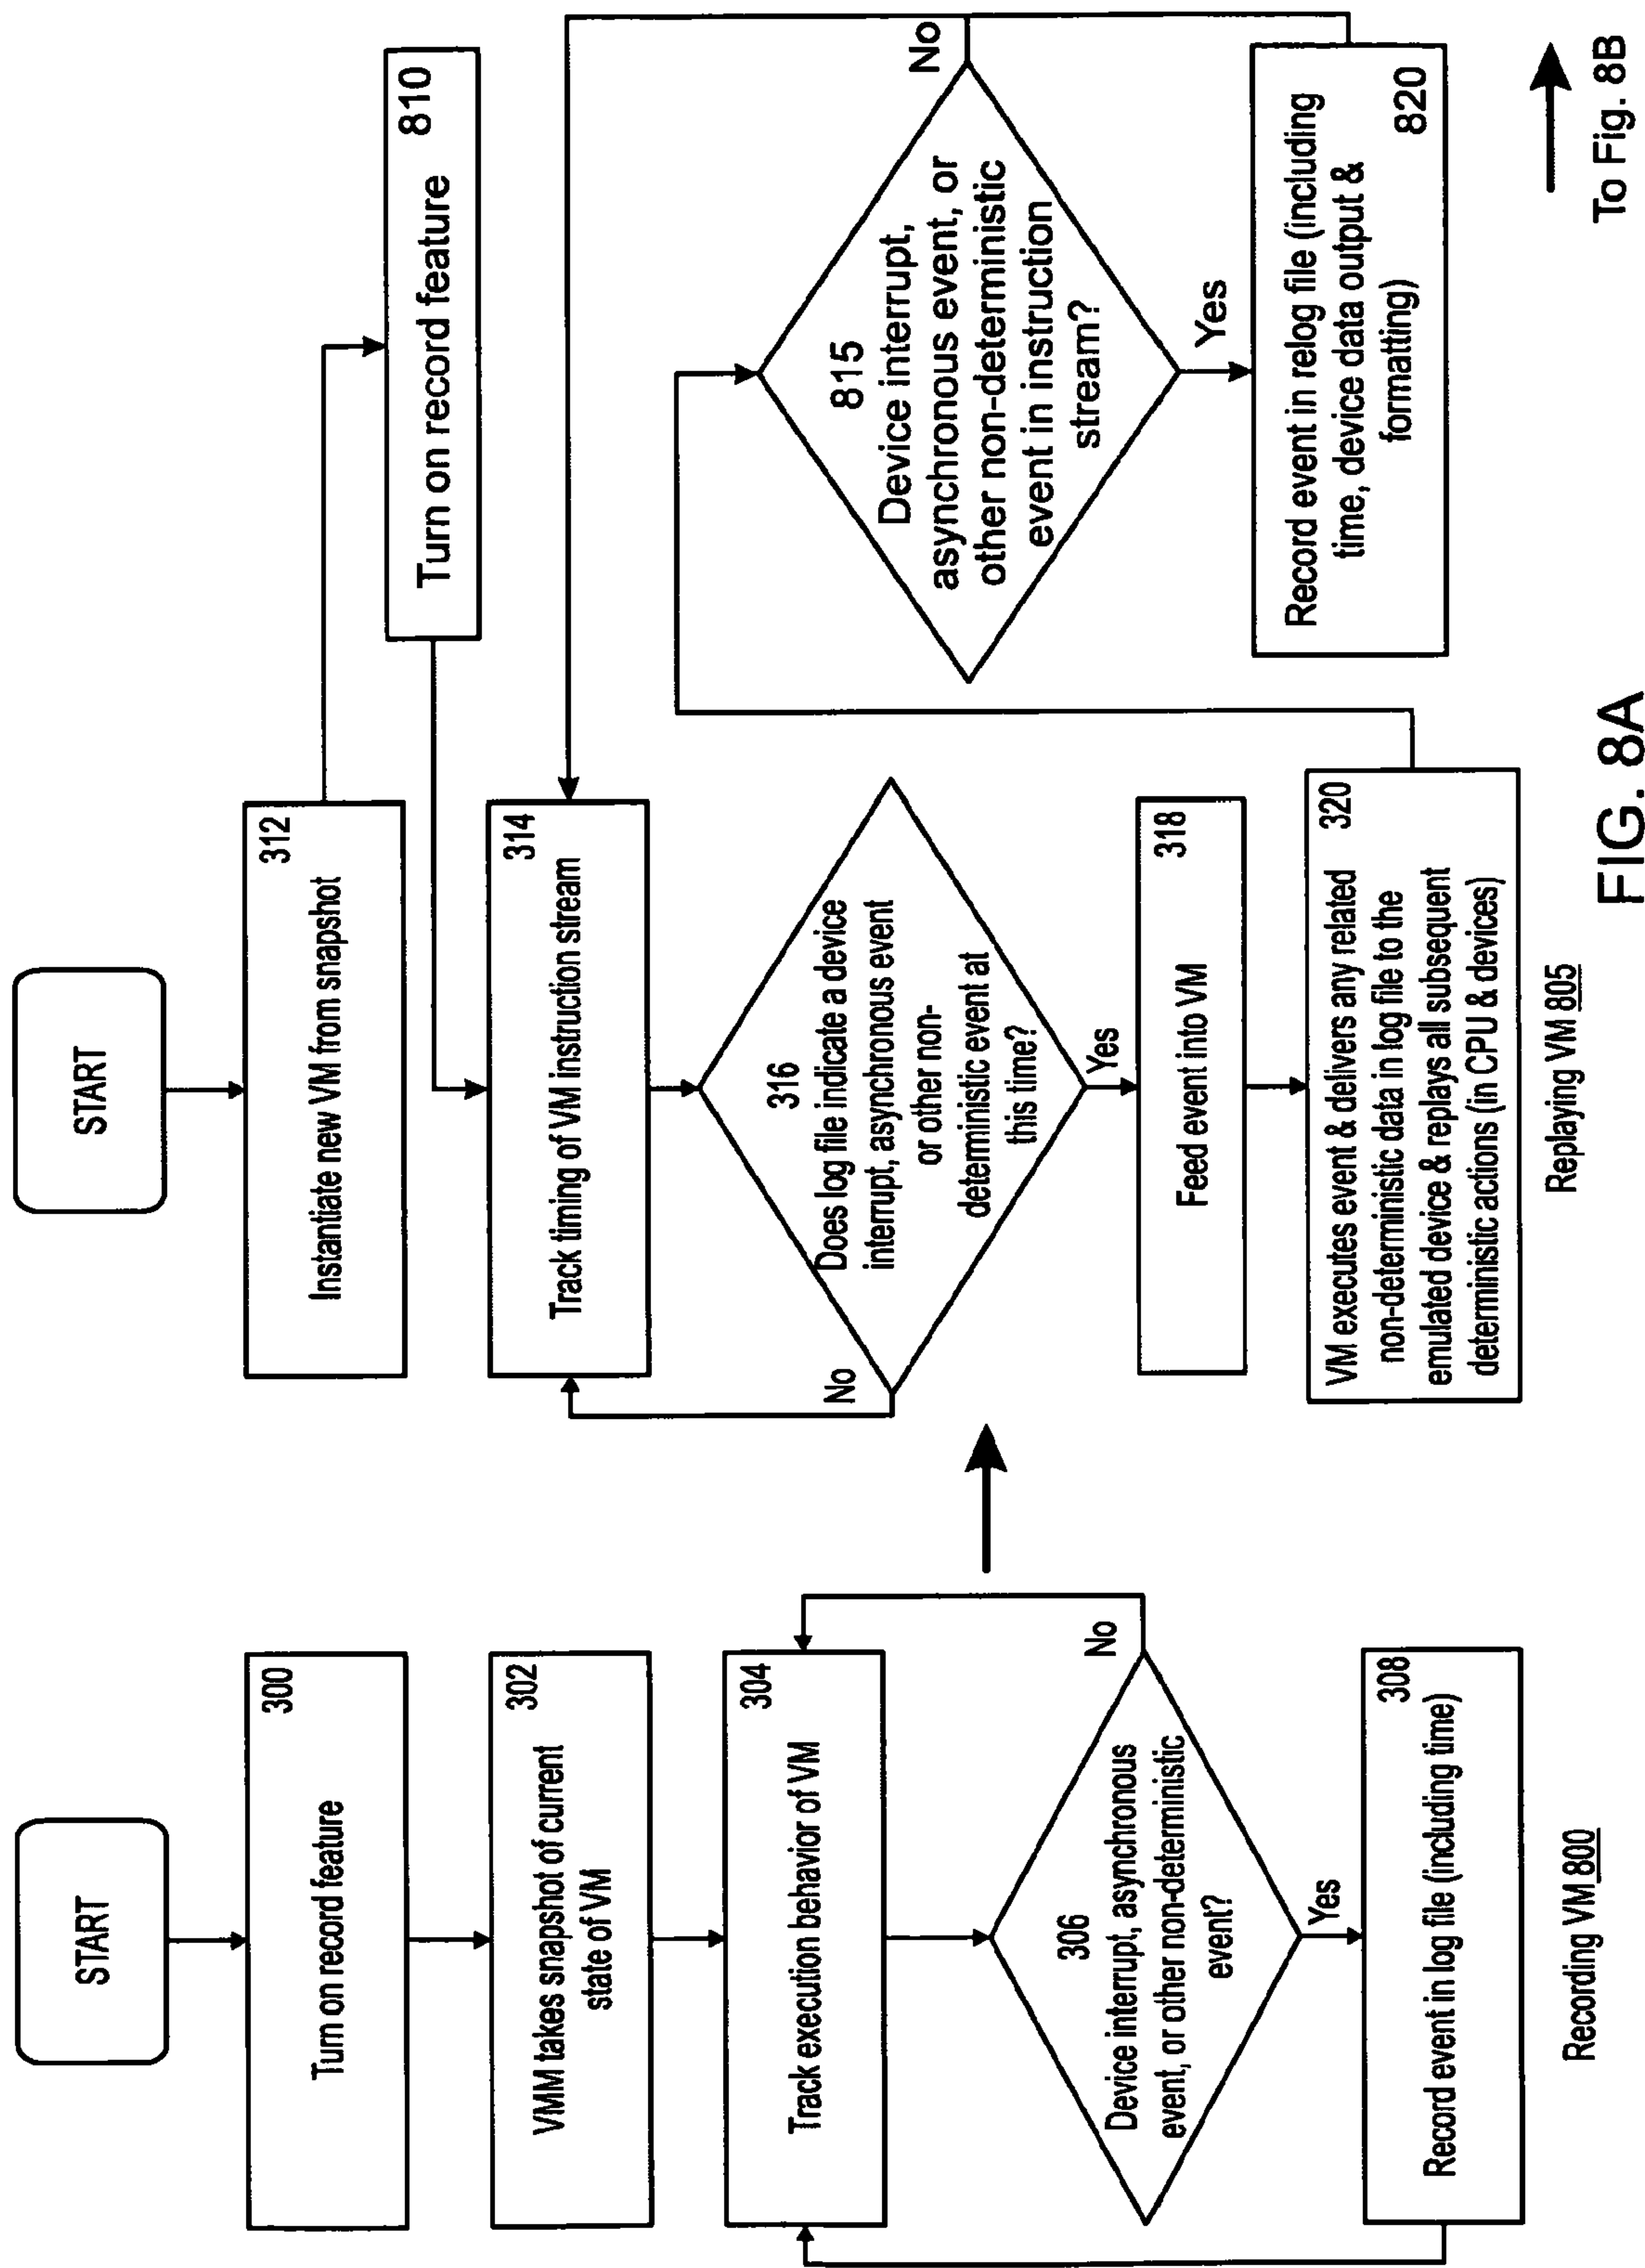 START
300
Turn on record feature
302
VMM takes snapshot of current
state of VM
304
Track execution behavior of VM
306
Device interrupt, asynchronous
event, or other non-deterministic
event?
No
Yes
308
Record event in log file (including time)
Recording VM 800
START
312
Instantiate new VM from snapshot
810
Turn on record feature
314
Track timing of VM instruction stream
316
Does log file indicate a device
interrupt, asynchronous event
or other non-
deterministic event at
this time?
No
Yes
318
Feed event into VM
320
VM executes event & delivers any related
non-deterministic data in log file to the
emulated device & replays all subsequent
deterministic actions (in CPU & devices)
Replaying VM 805
815
Device interrupt,
asynchronous event, or
other non-deterministic
event in instruction
stream?
No
Yes
Record event in relog file (including
time, device data output &
formatting)
820
To Fig. 8B
FIG. 8A